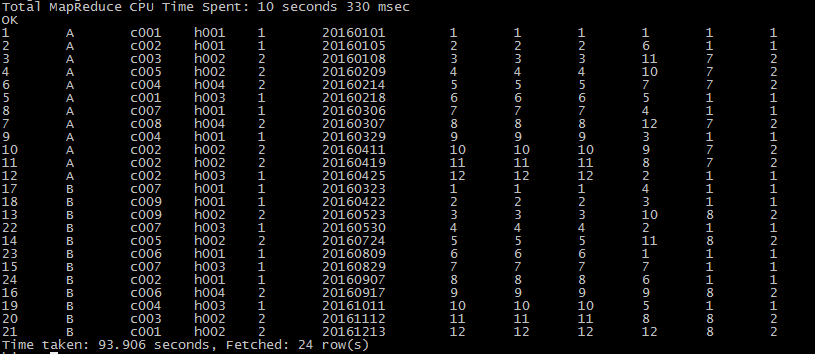 Total MapReduce CPU Time Spent: 10 seconds 330 msec
OK
1 A c001 h001 1 20160101 1 1 1 1 1 1
2 A c002 h001 1 20160105 2 2 2 6 1 1
3 A c003 h002 2 20160108 3 3 3 11 7 2
4 A c005 h002 2 20160209 4 4 4 10 7 2
6 A c004 h004 2 20160214 5 5 5 7 7 2
5 A c001 h003 1 20160218 6 6 6 5 1 1
8 A c007 h001 1 20160306 7 7 7 4 1 1
7 A c008 h004 2 20160307 8 8 8 12 7 2
9 A c004 h001 1 20160329 9 9 9 3 1 1
10 A c002 h002 2 20160411 10 10 10 9 7 2
11 A c002 h002 2 20160419 11 11 11 8 7 2
12 A c002 h003 1 20160425 12 12 12 2 1 1
17 B c007 h001 1 20160323 1 1 1 4 1 1
18 B c009 h001 1 20160422 2 2 2 3 1 1
13 B c009 h002 2 20160523 3 3 3 10 8 2
22 B c007 h003 1 20160530 4 4 4 2 1 1
14 B c005 h002 2 20160724 5 5 5 11 8 2
23 B c006 h002 1 20160809 6 6 6 1 1 1
15 B c007 h003 1 20160829 7 7 7 7 1 1
24 B c002 h001 1 20160907 8 8 8 6 1 1
16 B c006 h004 2 20160917 9 9 9 9 8 2
19 B c004 h003 1 20161011 10 10 10 5 1 1
20 B c003 h002 2 20161112 11 11 11 8 8 2
21 B c001 h002 2 20161213 12 12 12 12 8 2
Time taken: 93.906 seconds, Fetched: 24 row(s)